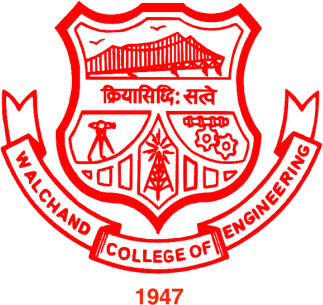 क्रियासिध्दि: सत्वे
WALCHAND COLLEGE OF ENGINEERING
1947